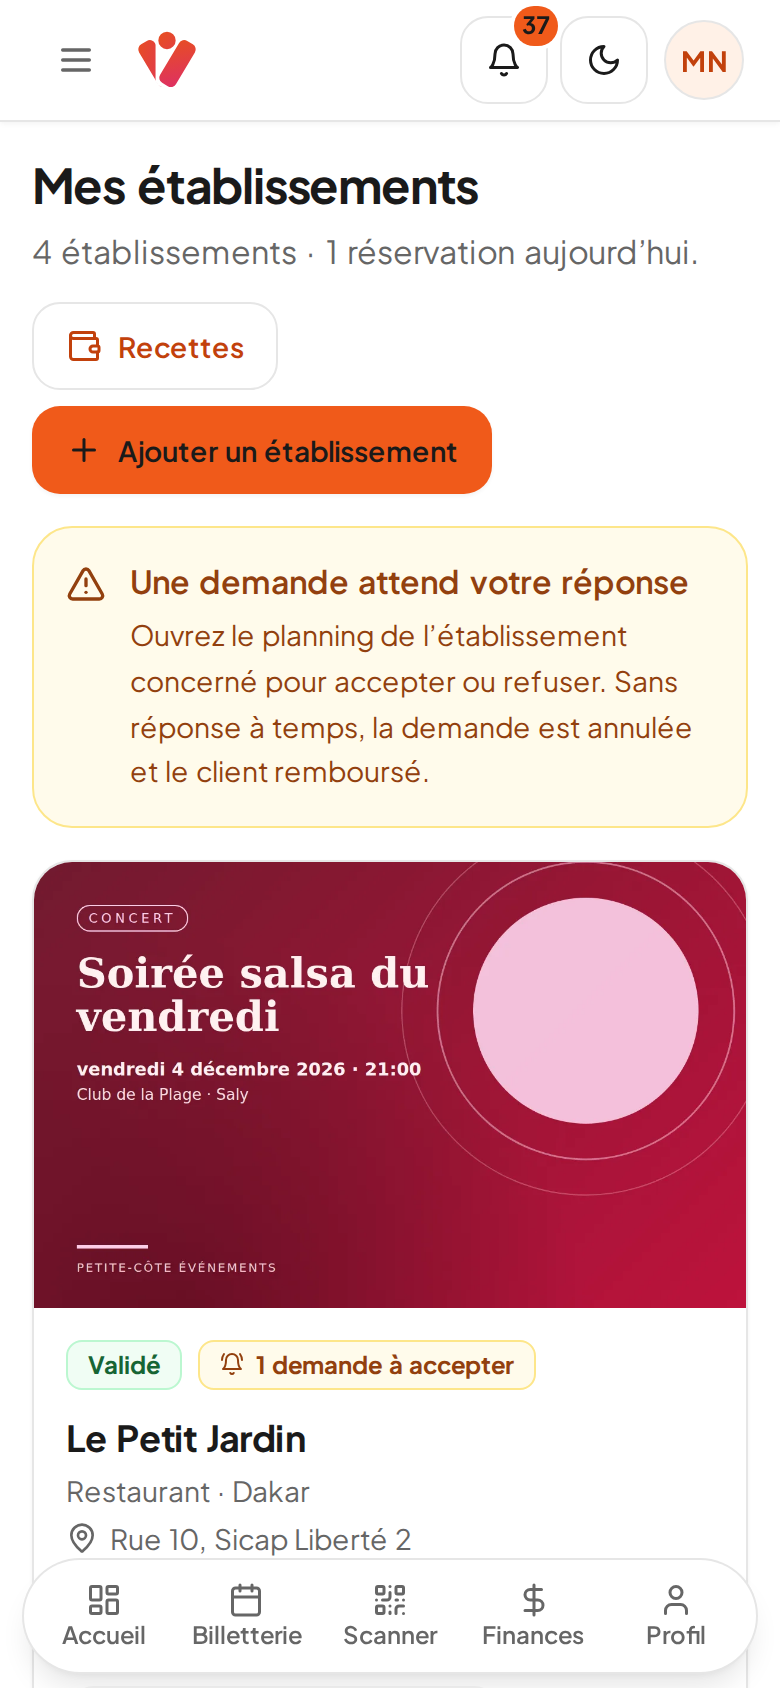 37
MN
Mes établissements
4 établissements · 1 réservation aujourd’hui.
Recettes
Ajouter un établissement
Une demande attend votre réponse
Ouvrez le planning de l’établissement
concerné pour accepter ou refuser. Sans
réponse à temps, la demande est annulée
et le client remboursé.
CONCERT
Soirée salsa du
vendredi
vendredi 4 décembre 2026 · 21:00
Club de la Plage · Saly
PETITE-CÔTE ÉVÉNEMENTS
Validé
1 demande à accepter
Le Petit Jardin
Restaurant · Dakar
Rue 10, Sicap Liberté 2
Accueil
Billetterie
Scanner
Finances
Profil